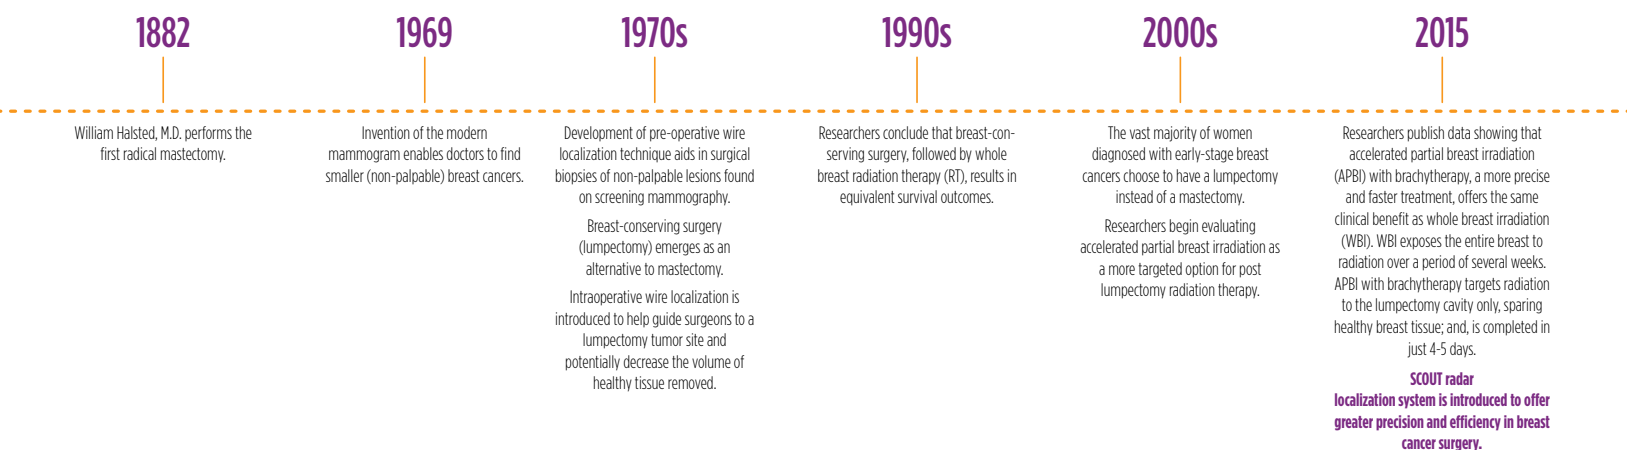 1882
William Halsted, M.D. performs the
first radical mastectomy.
1969
Invention of the modern
mammogram enables doctors to find
smaller (non-palpable) breast cancers.
1970s
Development of pre-operative wire
localization technique aids in surgical
biopsies of non-palpable lesions found
on screening mammography.
Breast-conserving surgery
(lumpectomy) emerges as an
alternative to mastectomy.
Intraoperative wire localization is
introduced to help guide surgeons to a
lumpectomy tumor site and
potentially decrease the volume of
healthy tissue removed.
1990s
Researchers conclude that breast-con-
serving surgery, followed by whole
breast radiation therapy (RT), results in
equivalent survival outcomes.
2000s
The vast majority of women
diagnosed with early-stage breast
cancers choose to have a lumpectomy
instead of a mastectomy.
Researchers begin evaluating
accelerated partial breast irradiation as
a more targeted option for post
lumpectomy radiation therapy.
2015
Researchers publish data showing that
accelerated partial breast irradiation
(APBI) with brachytherapy, a more precise
and faster treatment, offers the same
clinical benefit as whole breast irradiation
(WBI). WBI exposes the entire breast to
radiation over a period of several weeks.
APBI with brachytherapy targets radiation
to the lumpectomy cavity only, sparing
healthy breast tissue; and, is completed in
just 4-5 days.
SCOUT radar
localization system is introduced to offer
greater precision and efficiency in breast
cancer surgery.